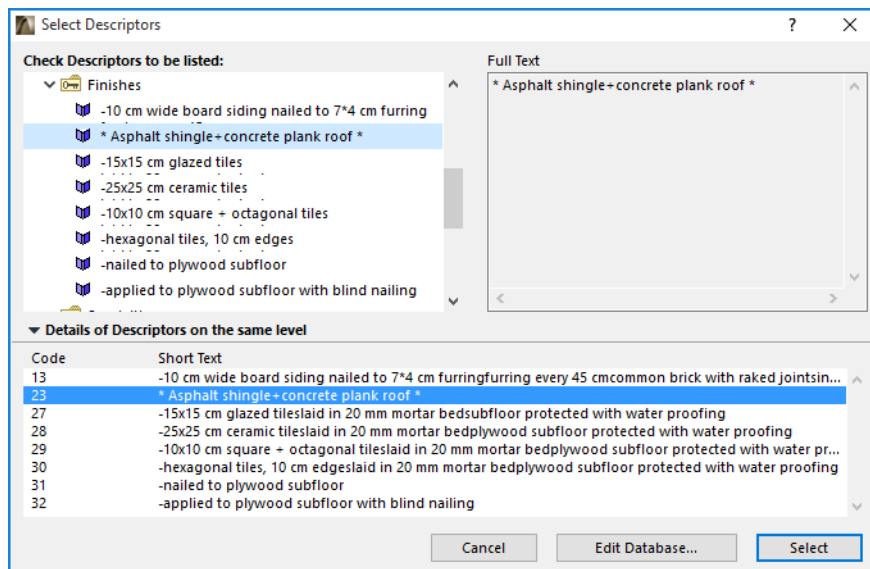 Select Descriptors
?
Check Descriptors to be listed:
Full Text
Finishes
-10 cm wide board siding nailed to 7*4 cm furring
* Asphalt shingle+concrete plank roof *
-15x15 cm glazed tiles
-25x25 cm ceramic tiles
-10x10 cm square + octagonal tiles
-hexagonal tiles, 10 cm edges
-nailed to plywood subfloor
-applied to plywood subfloor with blind nailing
* Asphalt shingle+concrete plank roof *
Details of Descriptors on the same level
Code Short Text
13 -10 cm wide board siding nailed to 7*4 cm furringfurring every 45 cmcommon brick with raked jointsin...
23 * Asphalt shingle+concrete plank roof *
27 -15x15 cm glazed tileslaid in 20 mm mortar bedsubfloor protected with water proofing
28 -25x25 cm ceramic tileslaid in 20 mm mortar bedplywood subfloor protected with water proofing
29 -10x10 cm square + octagonal tileslaid in 20 mm mortar bedplywood subfloor protected with water pr...
30 -hexagonal tiles, 10 cm edgeslaid in 20 mm mortar bedplywood subfloor protected with water proofing
31 -nailed to plywood subfloor
32 -applied to plywood subfloor with blind nailing
Cancel Edit Database... Select